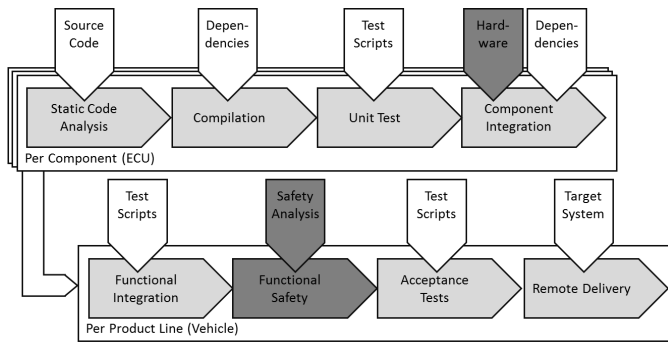 Source
Code
Depen-
dencies
Test
Scripts
Hard-
ware
Depen-
dencies
Static Code
Analysis
Compilation
Unit Test
Component
Integration
Per Component (ECU)
Test
Scripts
Safety
Analysis
Test
Scripts
Target
System
Functional
Integration
Functional
Safety
Acceptance
Tests
Remote Delivery
Per Product Line (Vehicle)